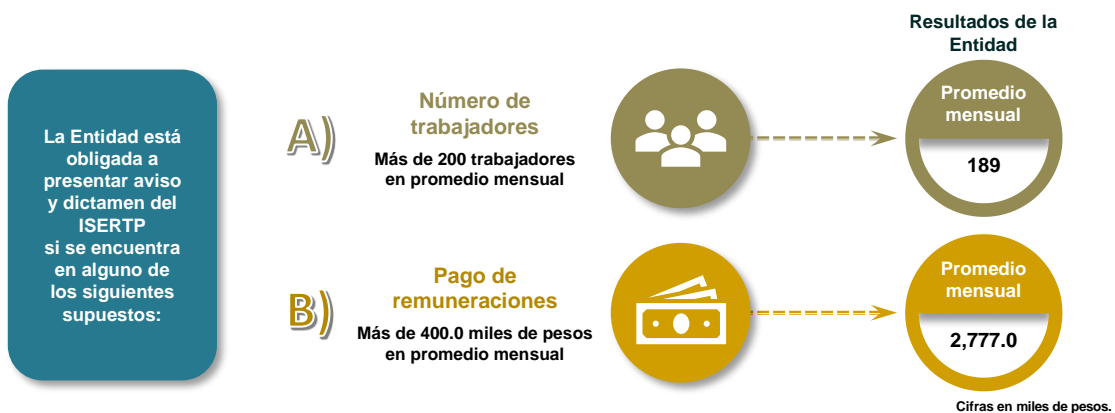 La Entidad está
obligada a
presentar aviso
y dictamen del
ISERTP
si se encuentra
en alguno de
los siguientes
supuestos:
A)
Número de
trabajadores
Más de 200 trabajadores
en promedio mensual
Resultados de la
Entidad
Promedio
mensual
189
B)
Pago de
remuneraciones
Más de 400.0 miles de pesos
en promedio mensual
Promedio
mensual
2,777.0
Cifras en miles de pesos.